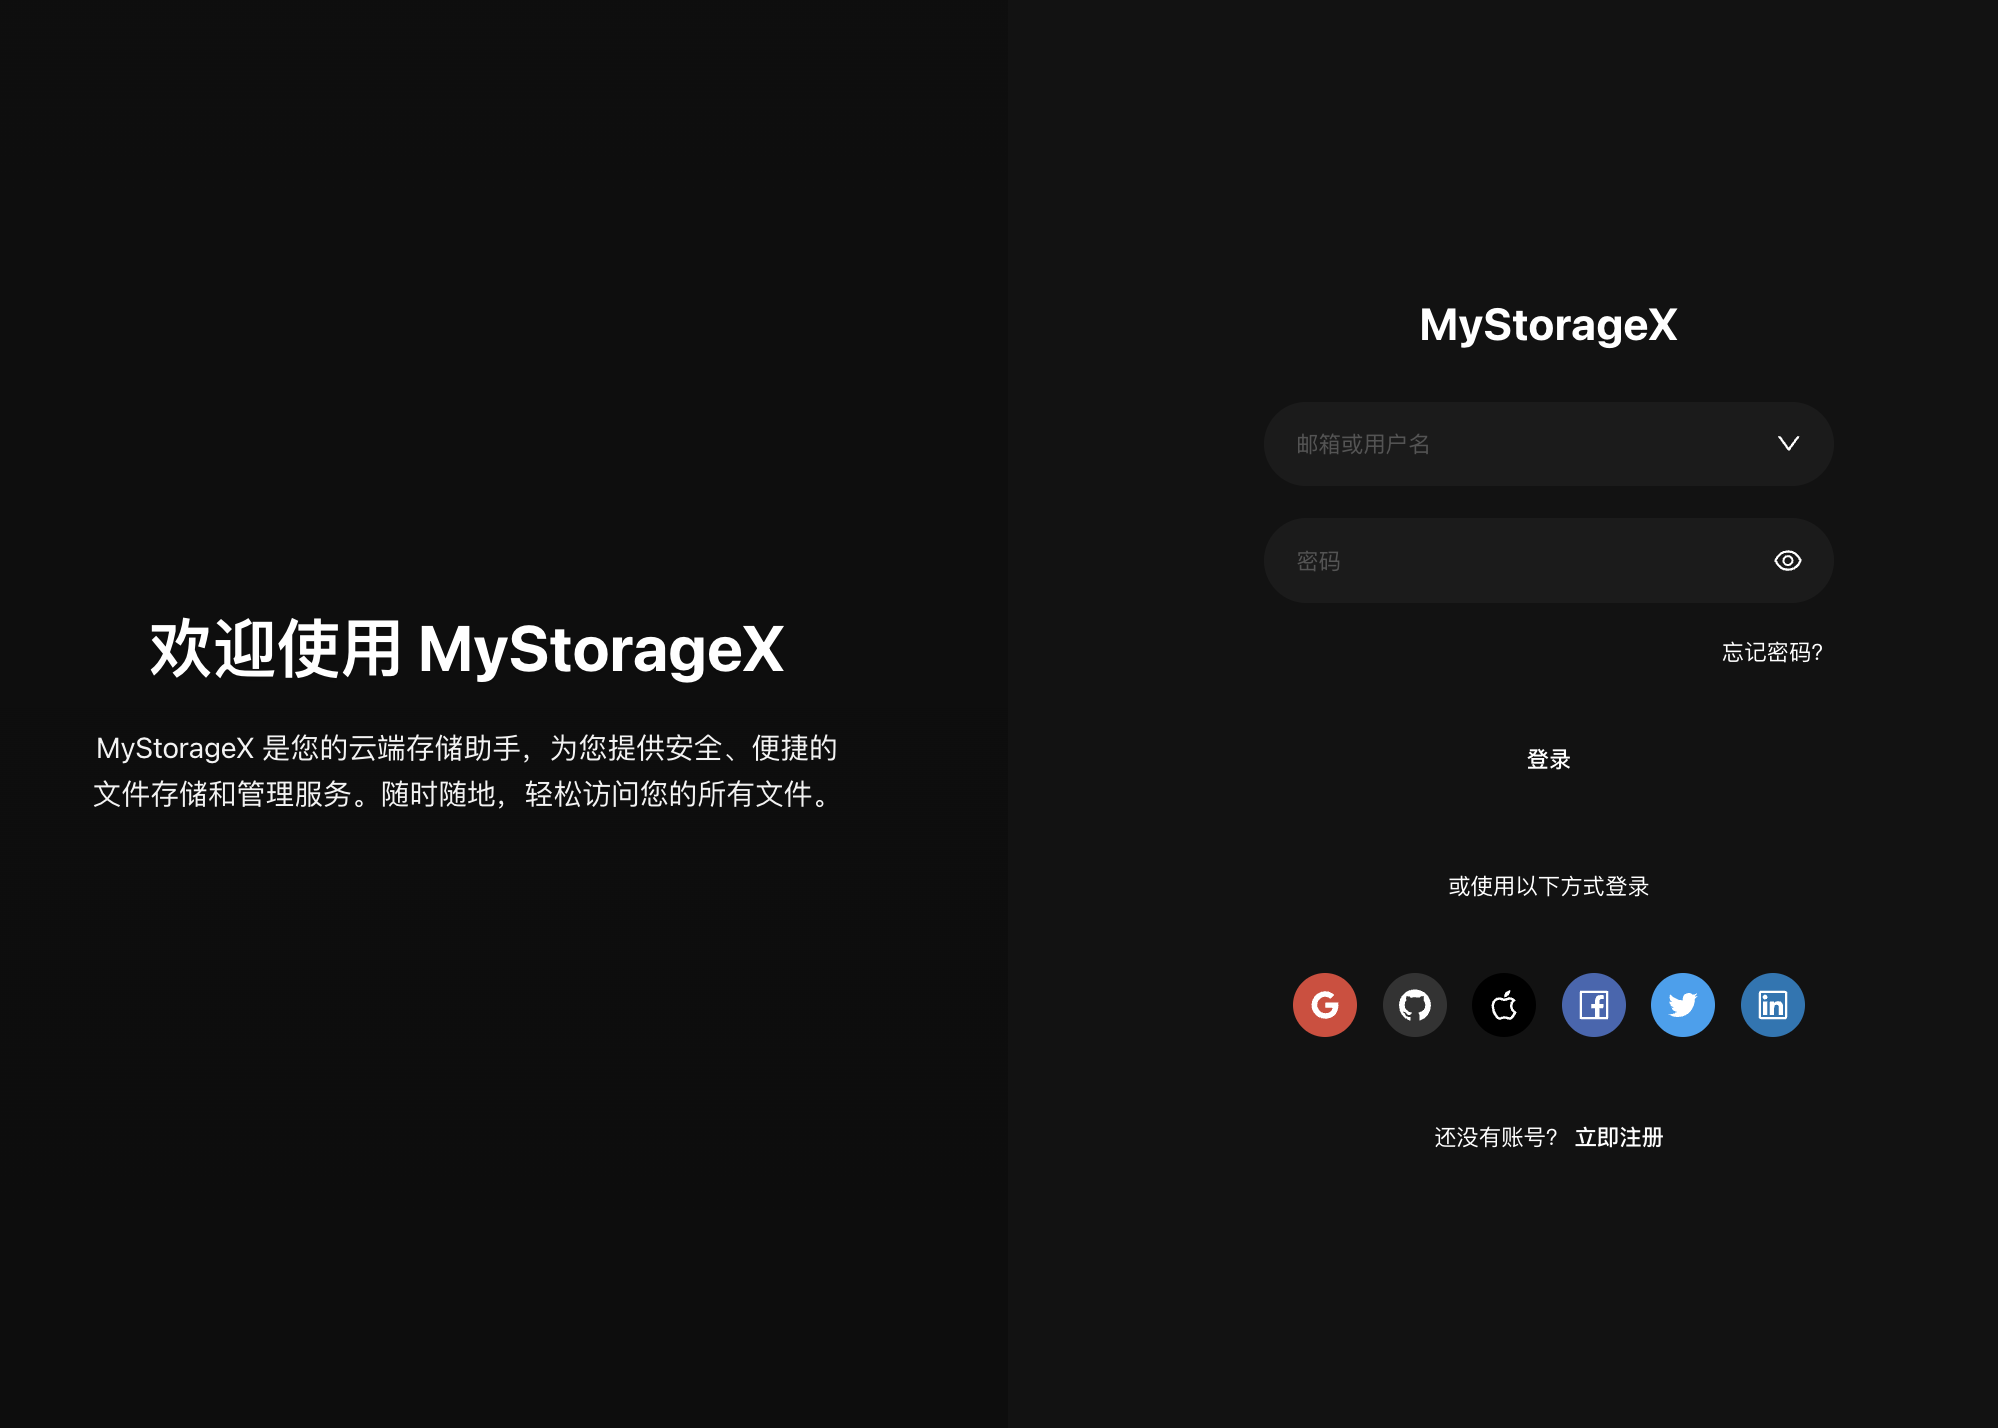 欢迎使用 MyStorageX
MyStorageX 是您的云端存储助手，为您提供安全、便捷的
文件存储和管理服务。随时随地，轻松访问您的所有文件。
MyStorageX
邮箱或用户名
密码
忘记密码?
登录
或使用以下方式登录
还没有账号? 立即注册